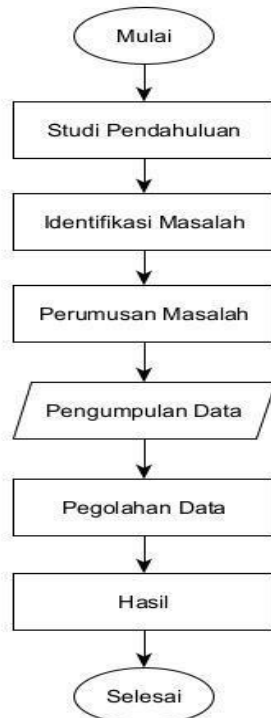 Mulai
Studi Pendahuluan
Identifikasi Masalah
Perumusan Masalah
Pengumpulan Data
Pegolahan Data
Hasil
Selesai